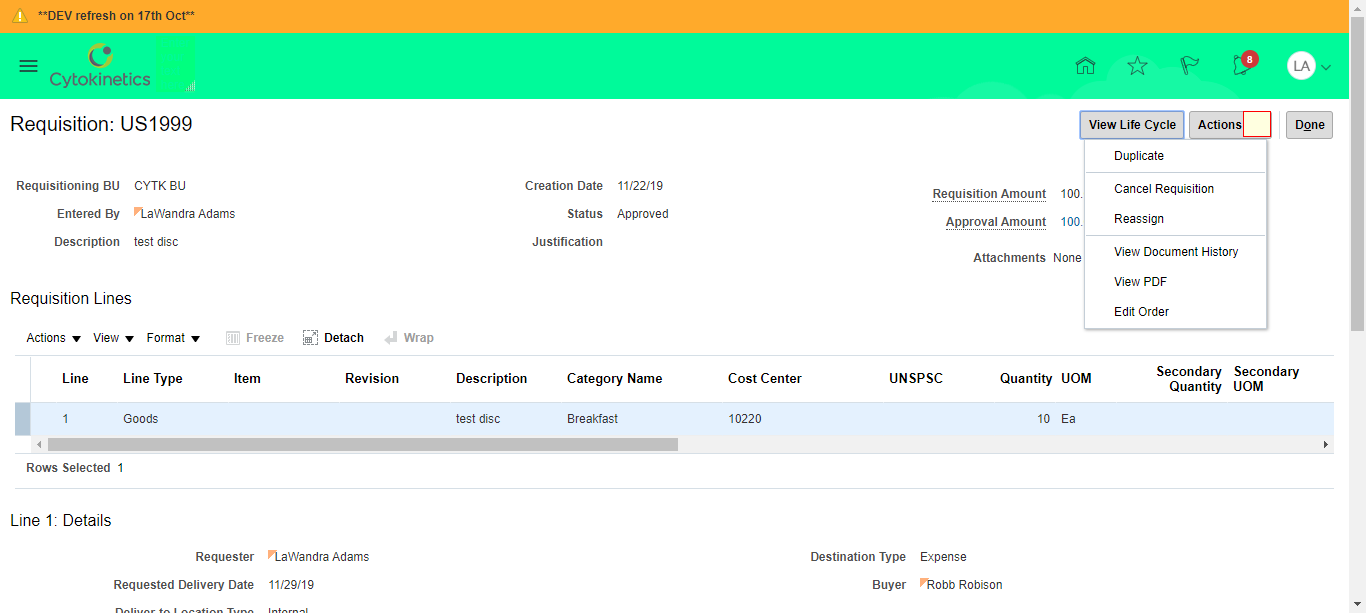 **DEV refresh on 17th Oct**
Cytokinetics
8
LA
Requisition: US1999
View Life Cycle
Actions
Done
Duplicate
Cancel Requisition
Reassign
View Document History
View PDF
Edit Order
Requisitioning BU CYTK BU
Creation Date 11/22/19
Requisition Amount 100.
Entered By LaWandra Adams
Status Approved
Approval Amount 100.
Description test disc
Justification
Attachments None
Requisition Lines
Actions View Format Freeze Detach Wrap
Line Line Type Item Revision Description Category Name Cost Center UNSPSC Quantity UOM Secondary Quantity Secondary UOM
1 Goods test disc Breakfast 10220 10 Ea
Rows Selected 1
Line 1: Details
Requester LaWandra Adams
Destination Type Expense
Requested Delivery Date 11/29/19
Buyer Robb Robison
Deliver-to Location Type Internal